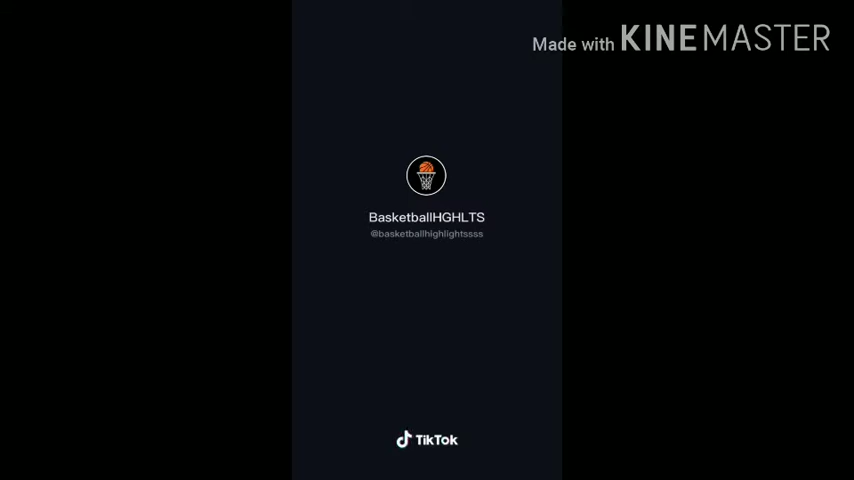 Made with KINEMASTER
BasketballHGHLTS
@basketballhighlightssss
TikTok